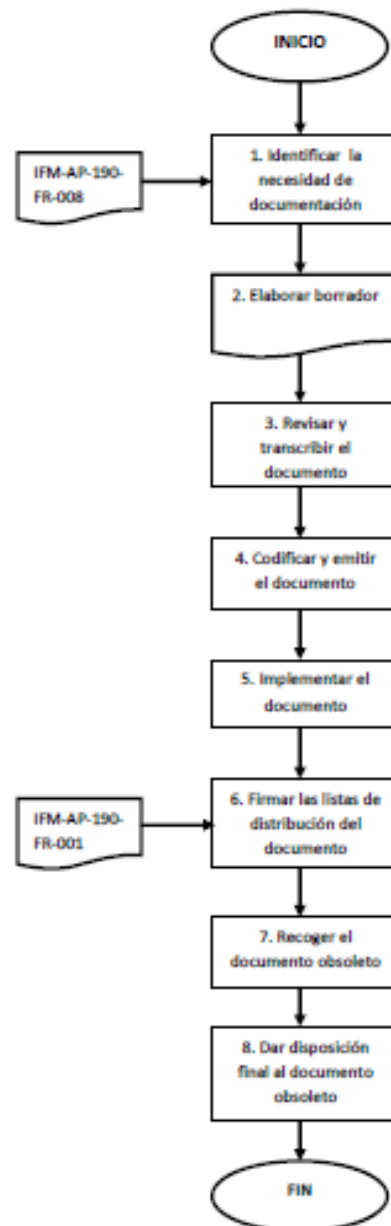 INICIO
IFM-AP-190-
FR-008
1. Identificar la
necesidad de
documentación
2. Elaborar borrador
3. Revisar y
transcribir el
documento
4. Codificar y emitir
el documento
5. Implementar el
documento
IFM-AP-190-
FR-001
6. Firmar las listas de
distribución del
documento
7. Recoger el
documento obsoleto
8. Dar disposición
final al documento
obsoleto
FIN